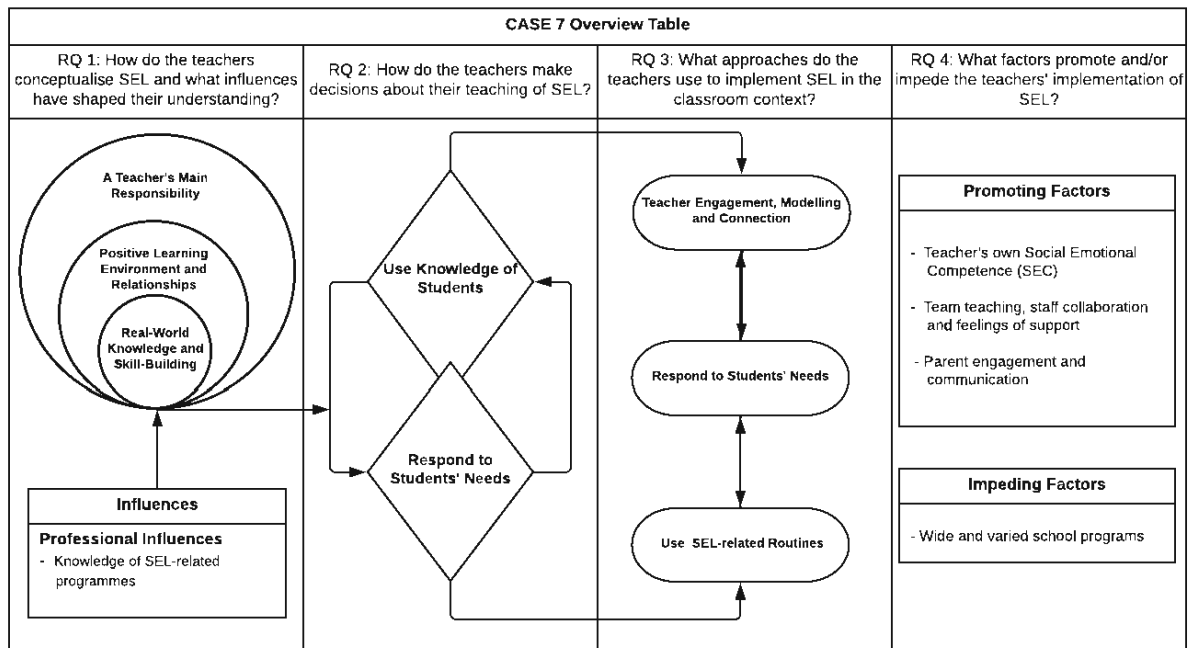 CASE 7 Overview Table
RQ 1: How do the teachers
conceptualise SEL and what influences
have shaped their understanding?
RQ 2: How do the teachers make
decisions about their teaching of SEL?
RQ 3: What approaches do the
teachers use to implement SEL in the
classroom context?
RQ 4: What factors promote and/or
impede the teachers' implementation of
SEL?
A Teacher's Main
Responsibility
Positive Learning
Environment and
Relationships
Real-World
Knowledge and
Skill-Building
Influences
Professional Influences
- Knowledge of SEL-related
programmes
Use Knowledge of
Students
Respond to
Students' Needs
Teacher Engagement, Modelling
and Connection
Respond to Students' Needs
Use SEL-related Routines
Promoting Factors
- Teacher's own Social Emotional
Competence (SEC)
- Team teaching, staff collaboration
and feelings of support
- Parent engagement and
communication
Impeding Factors
- Wide and varied school programs